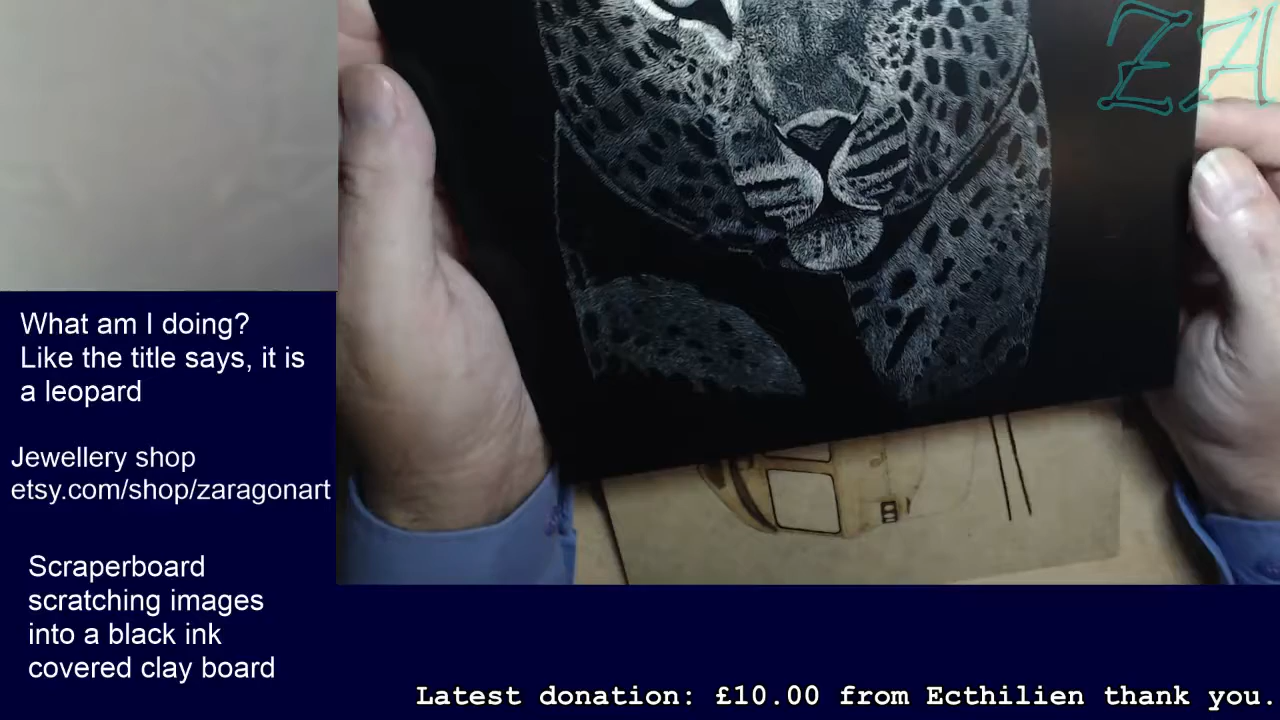 ZA
What am I doing?
Like the title says, it is
a leopard
Jewellery shop
etsy.com/shop/zaragonart
Scraperboard
scratching images
into a black ink
covered clay board
Latest donation: £10.00 from Ecthilien thank you.